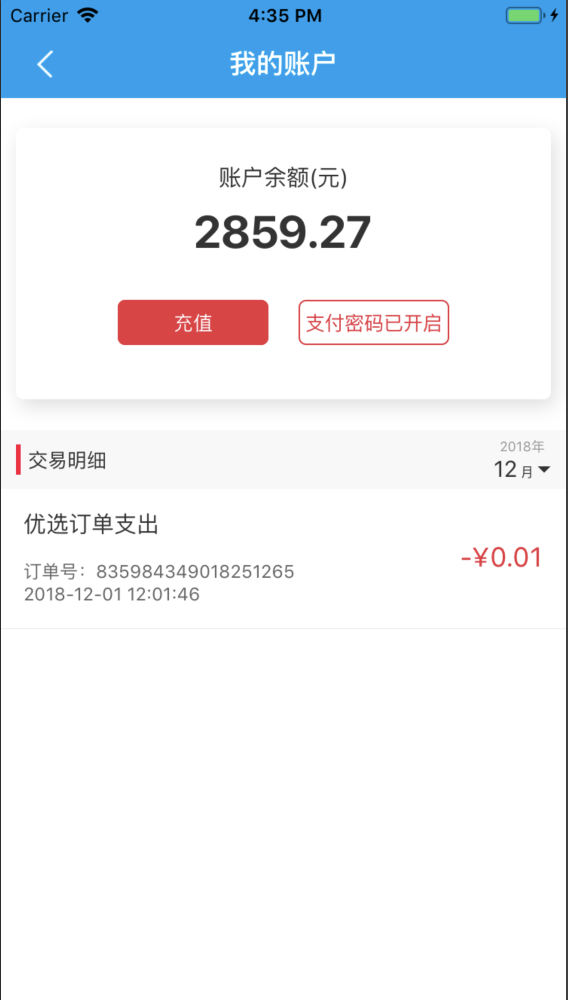 Carrier 4:35 PM
我的账户
账户余额(元)
2859.27
充值 支付密码已开启
2018年
交易明细 12月
优选订单支出
-¥0.01
订单号：835984349018251265
2018-12-01 12:01:46